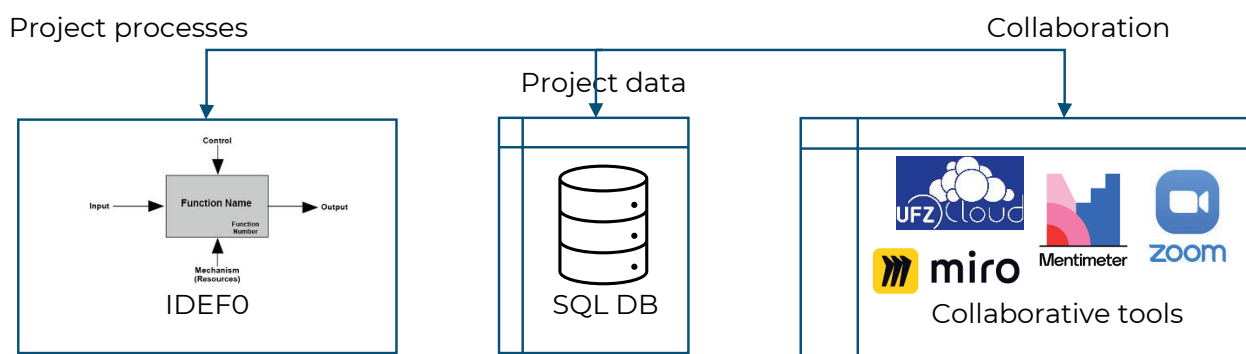 Project processes
Collaboration
Project data
Control
Input
Function Name
Output
Function
Number
Mechanism
(Resources)
IDEF0
SQL DB
UFZ Cloud
Mentimeter
zoom
miro
Collaborative tools